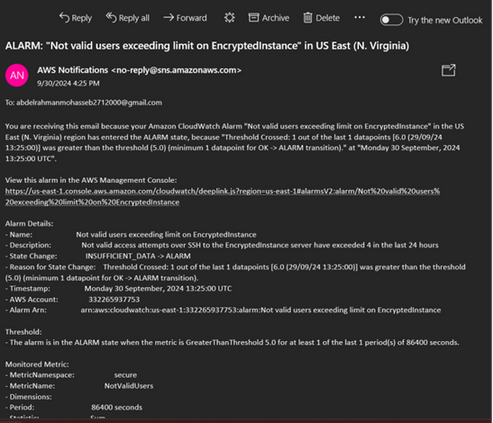 Reply Reply all Forward Archive Delete ... Try the new Outlook
ALARM: "Not valid users exceeding limit on EncryptedInstance" in US East (N. Virginia)
AN
AWS Notifications <no-reply@sns.amazonaws.com>
9/30/2024 4:25 PM
To: abdelrahmanmohasseb2712000@gmail.com
You are receiving this email because your Amazon CloudWatch Alarm "Not valid users exceeding limit on EncryptedInstance" in the US
East (N. Virginia) region has entered the ALARM state, because "Threshold Crossed: 1 out of the last 1 datapoints [6.0 (29/09/24
13:25:00)] was greater than the threshold (5.0) (minimum 1 datapoint for OK -> ALARM transition)." at "Monday 30 September, 2024
13:25:00 UTC".
View this alarm in the AWS Management Console:
https://us-east-1.console.aws.amazon.com/cloudwatch/deeplink.js?region=us-east-1#alarmsV2:alarm/Not%20valid%20users%
20exceeding%20limit%20on%20EncryptedInstance
Alarm Details:
- Name: Not valid users exceeding limit on EncryptedInstance
- Description: Not valid access attempts over SSH to the EncryptedInstance server have exceeded 4 in the last 24 hours
- State Change: INSUFFICIENT_DATA -> ALARM
- Reason for State Change: Threshold Crossed: 1 out of the last 1 datapoints [6.0 (29/09/24 13:25:00)] was greater than the threshold
(5.0) (minimum 1 datapoint for OK -> ALARM transition).
- Timestamp: Monday 30 September, 2024 13:25:00 UTC
- AWS Account: 332265937753
- Alarm Arn: arn:aws:cloudwatch:us-east-1:332265937753:alarm:Not valid users exceeding limit on EncryptedInstance
Threshold:
- The alarm is in the ALARM state when the metric is GreaterThanThreshold 5.0 for at least 1 of the last 1 period(s) of 86400 seconds.
Monitored Metric:
- MetricNamespace: secure
- MetricName: NotValidUsers
- Dimensions:
- Period: 86400 seconds
- Statistic: Sum